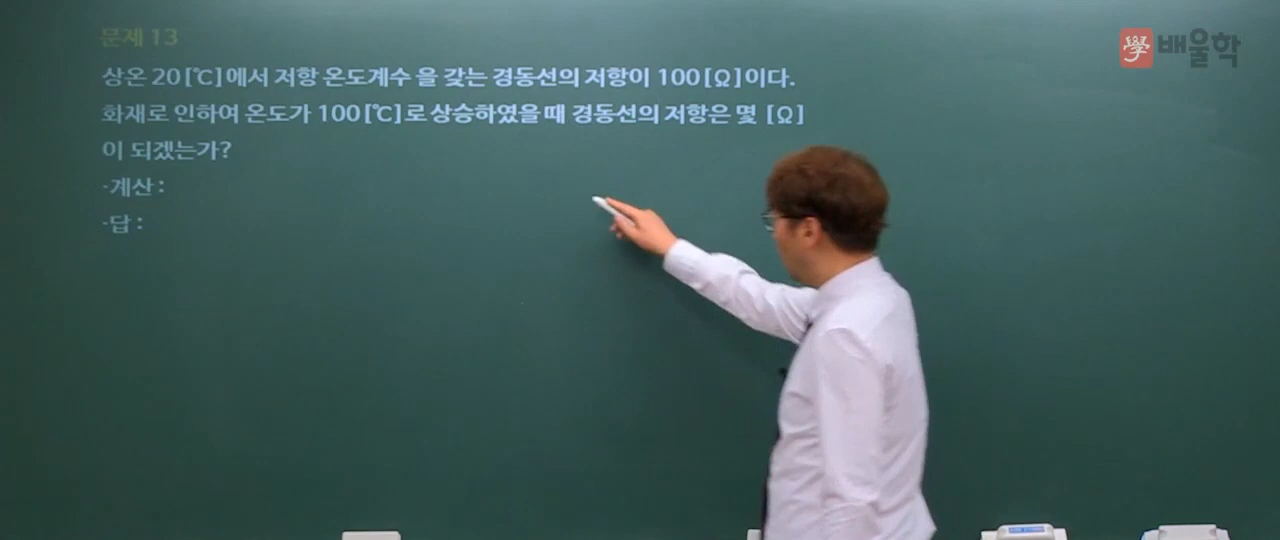 문제 13
상온 20[℃]에서 저항 온도계수 을 갖는 경동선의 저항이 100[Ω]이다.
화재로 인하여 온도가 100[℃]로 상승하였을 때 경동선의 저항은 몇 [Ω]
이 되겠는가?
·계산 :
·답 :
學 배울학